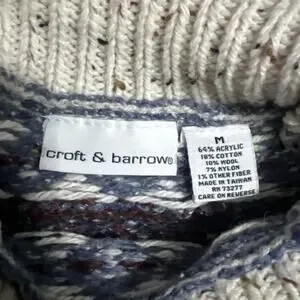 croft & barrow®
M
64% ACRYLIC
18% COTTON
10% WOOL
7% NYLON
1% OTHER FIBER
MADE IN TAIWAN
RN 73277
CARE ON REVERSE